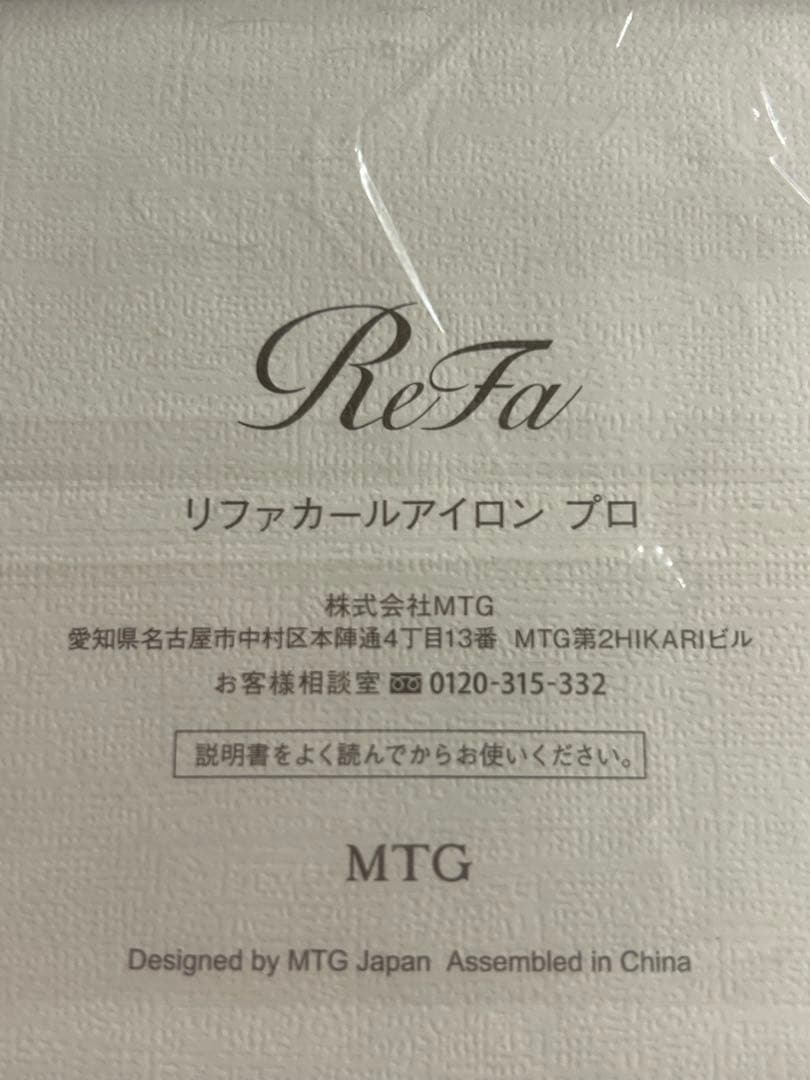 ReFa
リファカールアイロン プロ
株式会社MTG
愛知県名古屋市中村区本陣通4丁目13番 MTG第2HIKARIビル
お客様相談室 0120-315-332
説明書をよく読んでからお使いください。
MTG
Designed by MTG Japan Assembled in China